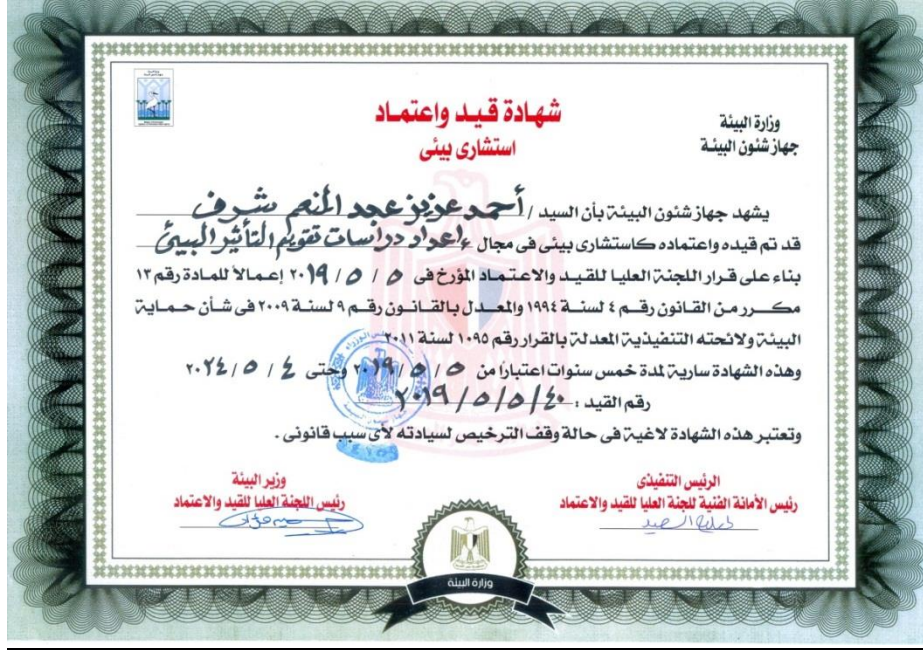 شهادة قيد واعتماد
استشارى بيئى
وزارة البيئة
جهاز شئون البيئة
يشهد جهاز شئون البيئة بأن السيد / أحمد عزيز عبد المنعم شرف
قد تم قيده واعتماده كاستشارى بيئى فى مجال / إعداد دراسات تقويم التأثير البيئى
بناء على قرار اللجنة العليا للقيد والاعتماد المؤرخ فى ٥ / ٥ / ٢٠١٩ إعمالاً للمادة رقم ١٣
مكرر من القانون رقم ٤ لسنة ١٩٩٤ والمعدل بالقانون رقم ٩ لسنة ٢٠٠٩ فى شأن حماية
البيئة ولائحته التنفيذية المعدلة بالقرار رقم ١٠٩٥ لسنة ٢٠١١
وهذه الشهادة سارية لمدة خمس سنوات اعتباراً من ٥ / ٥ / ٢٠١٩ وحتى ٤ / ٥ / ٢٠٢٤
رقم القيد : ٤٠ / ٥ / ٥ / ٢٠١٩
وتعتبر هذه الشهادة لاغية فى حالة وقف الترخيص لسيادته لأى سبب قانونى .
الرئيس التنفيذى
رئيس الأمانة الفنية للجنة العليا للقيد والاعتماد
وزير البيئة
رئيس اللجنة العليا للقيد والاعتماد
وزارة البيئة